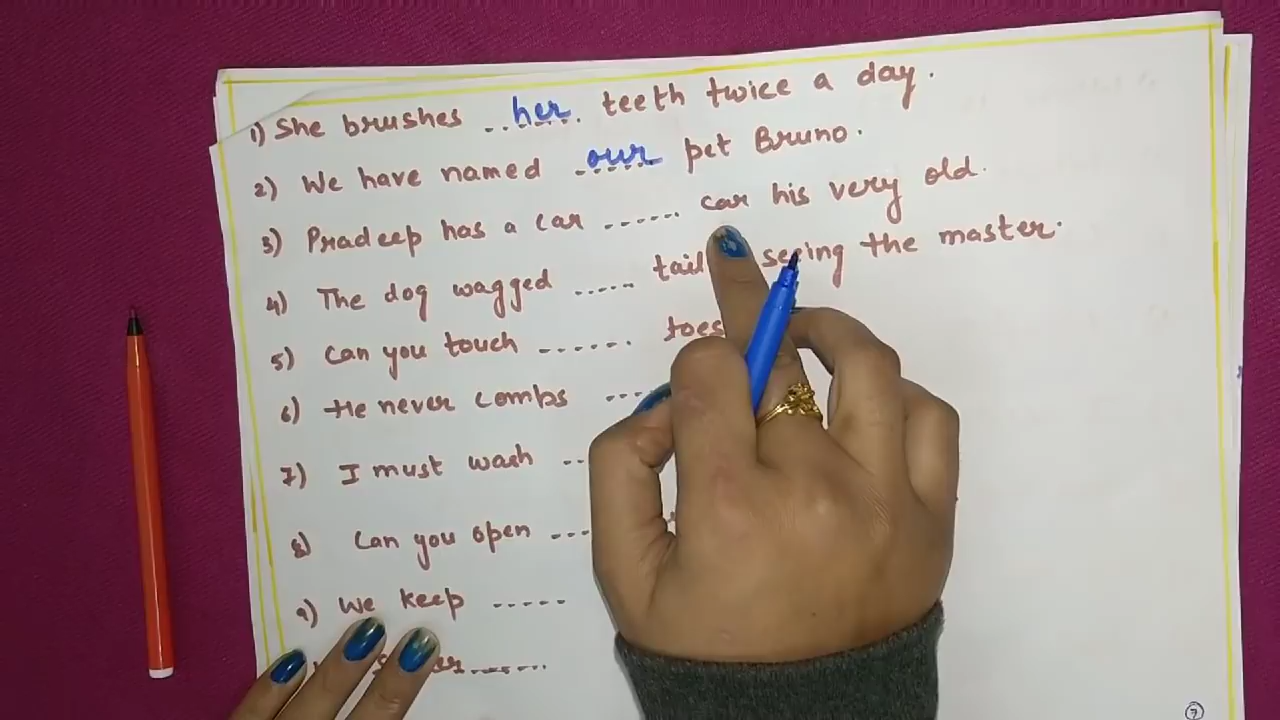 1) She brushes ..her.. teeth twice a day.
2) We have named ..our.. pet Bruno.
3) Pradeep has a car ...... car his very old.
4) The dog wagged ..... tail seeing the master.
5) Can you touch ....... toes
6) He never combs ....
7) I must wash ..
8) Can you open ...
9) We keep .....
7